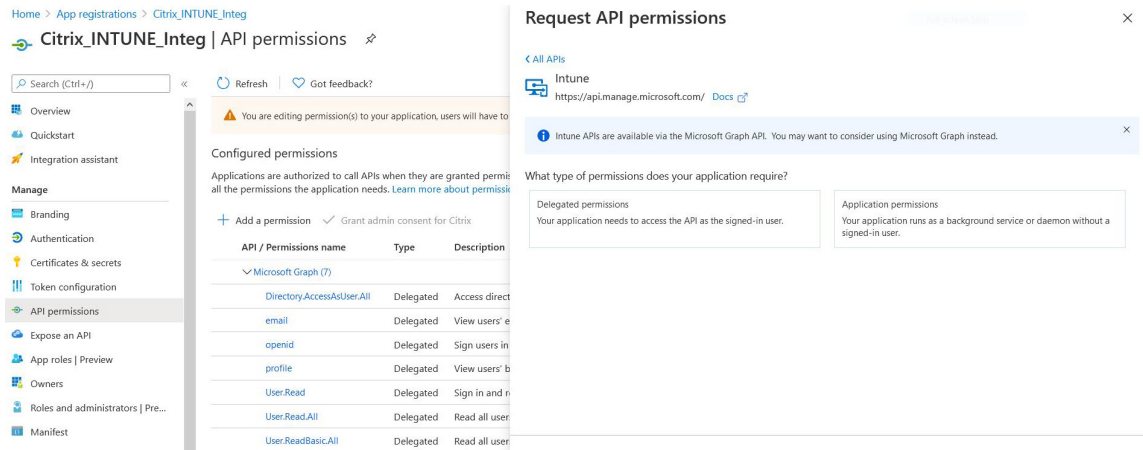 Home > App registrations > Citrix_INTUNE_Integ
Citrix_INTUNE_Integ | API permissions
Search (Ctrl+/)
«
Overview
Quickstart
Integration assistant
Manage
Branding
Authentication
Certificates & secrets
Token configuration
API permissions
Expose an API
App roles | Preview
Owners
Roles and administrators | Pre...
Manifest
Refresh
Got feedback?
You are editing permission(s) to your application, users will have to
Configured permissions
Applications are authorized to call APIs when they are granted permis
all the permissions the application needs. Learn more about permissio
Add a permission
Grant admin consent for Citrix
API / Permissions name Type Description
Microsoft Graph (7)
Directory.AccessAsUser.All Delegated Access direct
email Delegated View users' e
openid Delegated Sign users in
profile Delegated View users' b
User.Read Delegated Sign in and r
User.Read.All Delegated Read all user
User.ReadBasic.All Delegated Read all user
Request API permissions
All APIs
Intune
https://api.manage.microsoft.com/ Docs
Intune APIs are available via the Microsoft Graph API. You may want to consider using Microsoft Graph instead.
What type of permissions does your application require?
Delegated permissions
Your application needs to access the API as the signed-in user.
Application permissions
Your application runs as a background service or daemon without a
signed-in user.